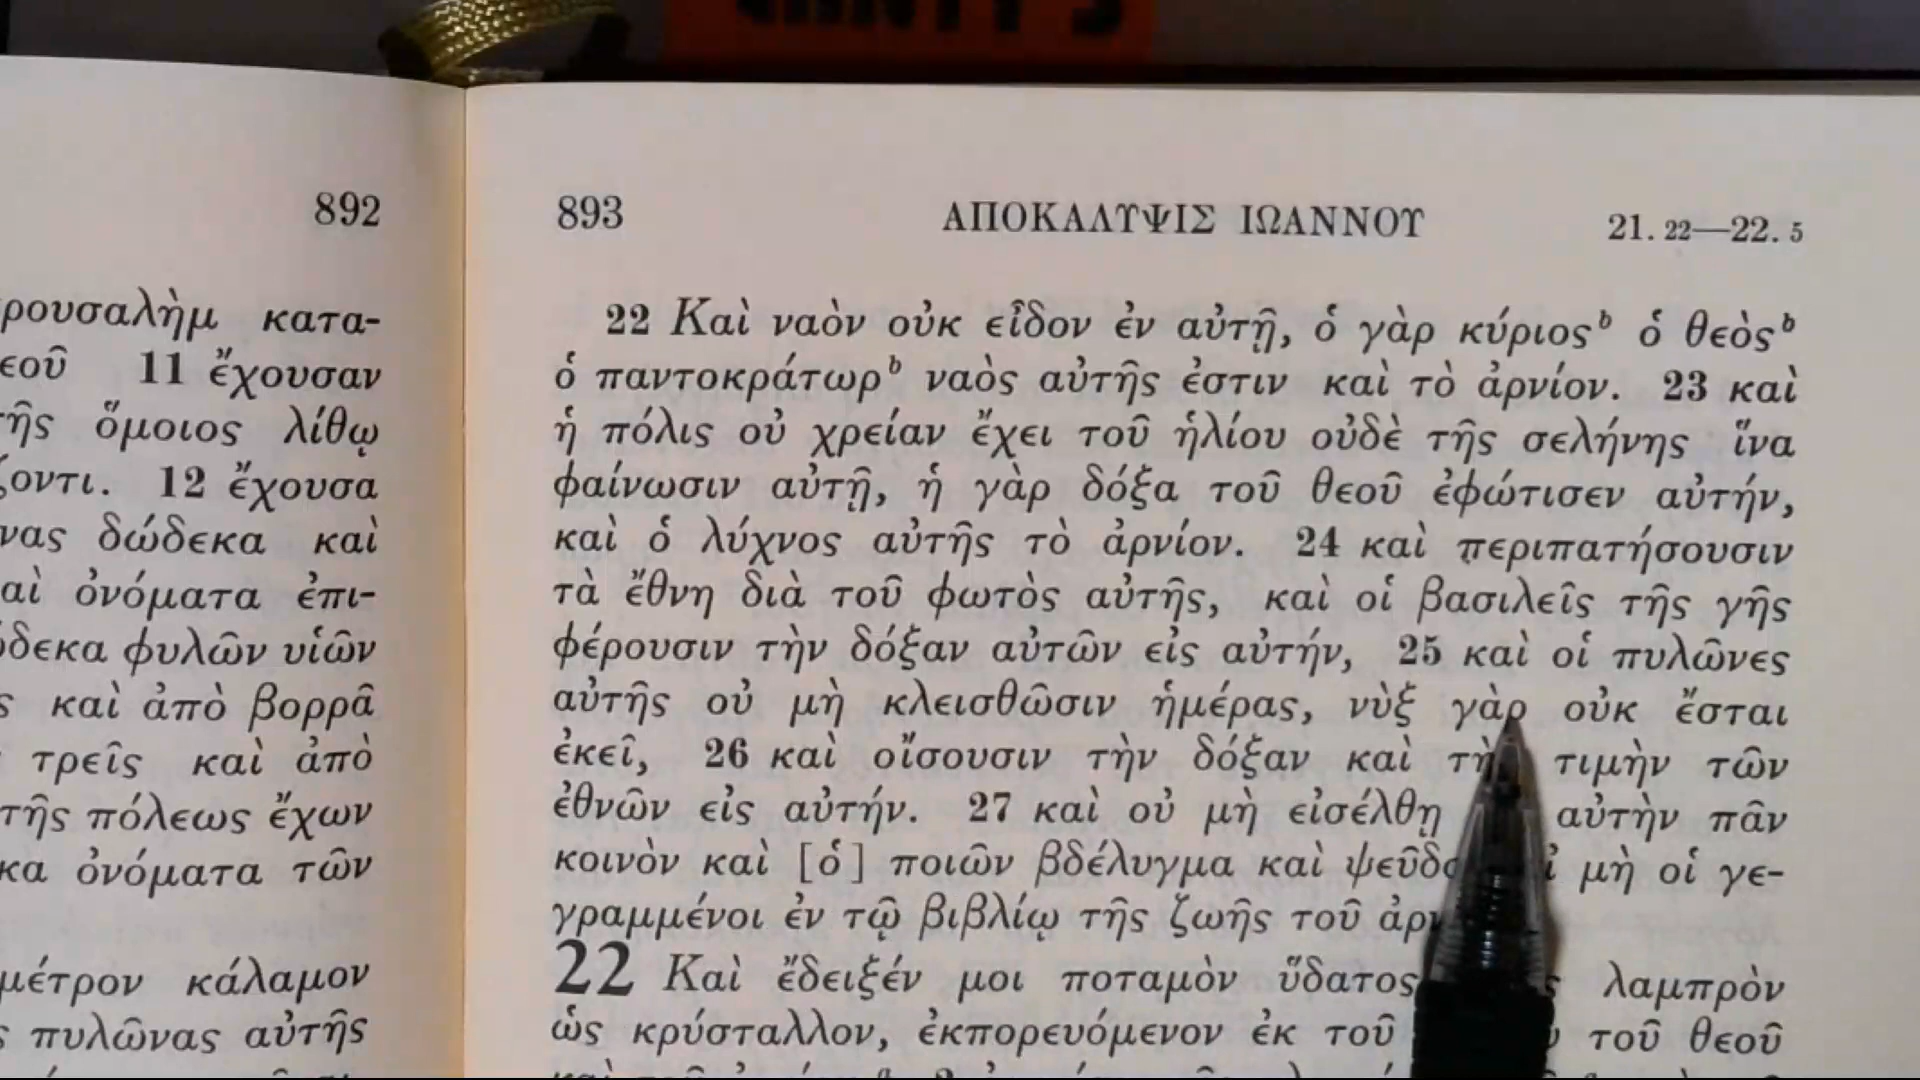 892
ρουσαλὴμ κατα-
εοῦ 11 ἔχουσαν
τῆς ὅμοιος λίθῳ
ζοντι. 12 ἔχουσα
νας δώδεκα καὶ
αὶ ὀνόματα ἐπι-
ώδεκα φυλῶν υἱῶν
ς καὶ ἀπὸ βορρᾶ
τρεῖς καὶ ἀπὸ
τῆς πόλεως ἔχων
κα ὀνόματα τῶν
μέτρον κάλαμον
ς πυλῶνας αὐτῆς
893 ΑΠΟΚΑΛΥΨΙΣ ΙΩΑΝΝΟΥ 21. 22—22. 5
22 Καὶ ναὸν οὐκ εἶδον ἐν αὐτῇ, ὁ γὰρ κύριοςᵇ ὁ θεὸςᵇ
ὁ παντοκράτωρᵇ ναὸς αὐτῆς ἐστιν καὶ τὸ ἀρνίον. 23 καὶ
ἡ πόλις οὐ χρείαν ἔχει τοῦ ἡλίου οὐδὲ τῆς σελήνης ἵνα
φαίνωσιν αὐτῇ, ἡ γὰρ δόξα τοῦ θεοῦ ἐφώτισεν αὐτήν,
καὶ ὁ λύχνος αὐτῆς τὸ ἀρνίον. 24 καὶ περιπατήσουσιν
τὰ ἔθνη διὰ τοῦ φωτὸς αὐτῆς, καὶ οἱ βασιλεῖς τῆς γῆς
φέρουσιν τὴν δόξαν αὐτῶν εἰς αὐτήν, 25 καὶ οἱ πυλῶνες
αὐτῆς οὐ μὴ κλεισθῶσιν ἡμέρας, νὺξ γὰρ οὐκ ἔσται
ἐκεῖ, 26 καὶ οἴσουσιν τὴν δόξαν καὶ τὴν τιμὴν τῶν
ἐθνῶν εἰς αὐτήν. 27 καὶ οὐ μὴ εἰσέλθῃ αὐτὴν πᾶν
κοινὸν καὶ [ὁ] ποιῶν βδέλυγμα καὶ ψεῦδο μὴ οἱ γε-
γραμμένοι ἐν τῷ βιβλίῳ τῆς ζωῆς τοῦ ἀρν
22 Καὶ ἔδειξέν μοι ποταμὸν ὕδατος λαμπρὸν
ὡς κρύσταλλον, ἐκπορευόμενον ἐκ τοῦ τοῦ θεοῦ